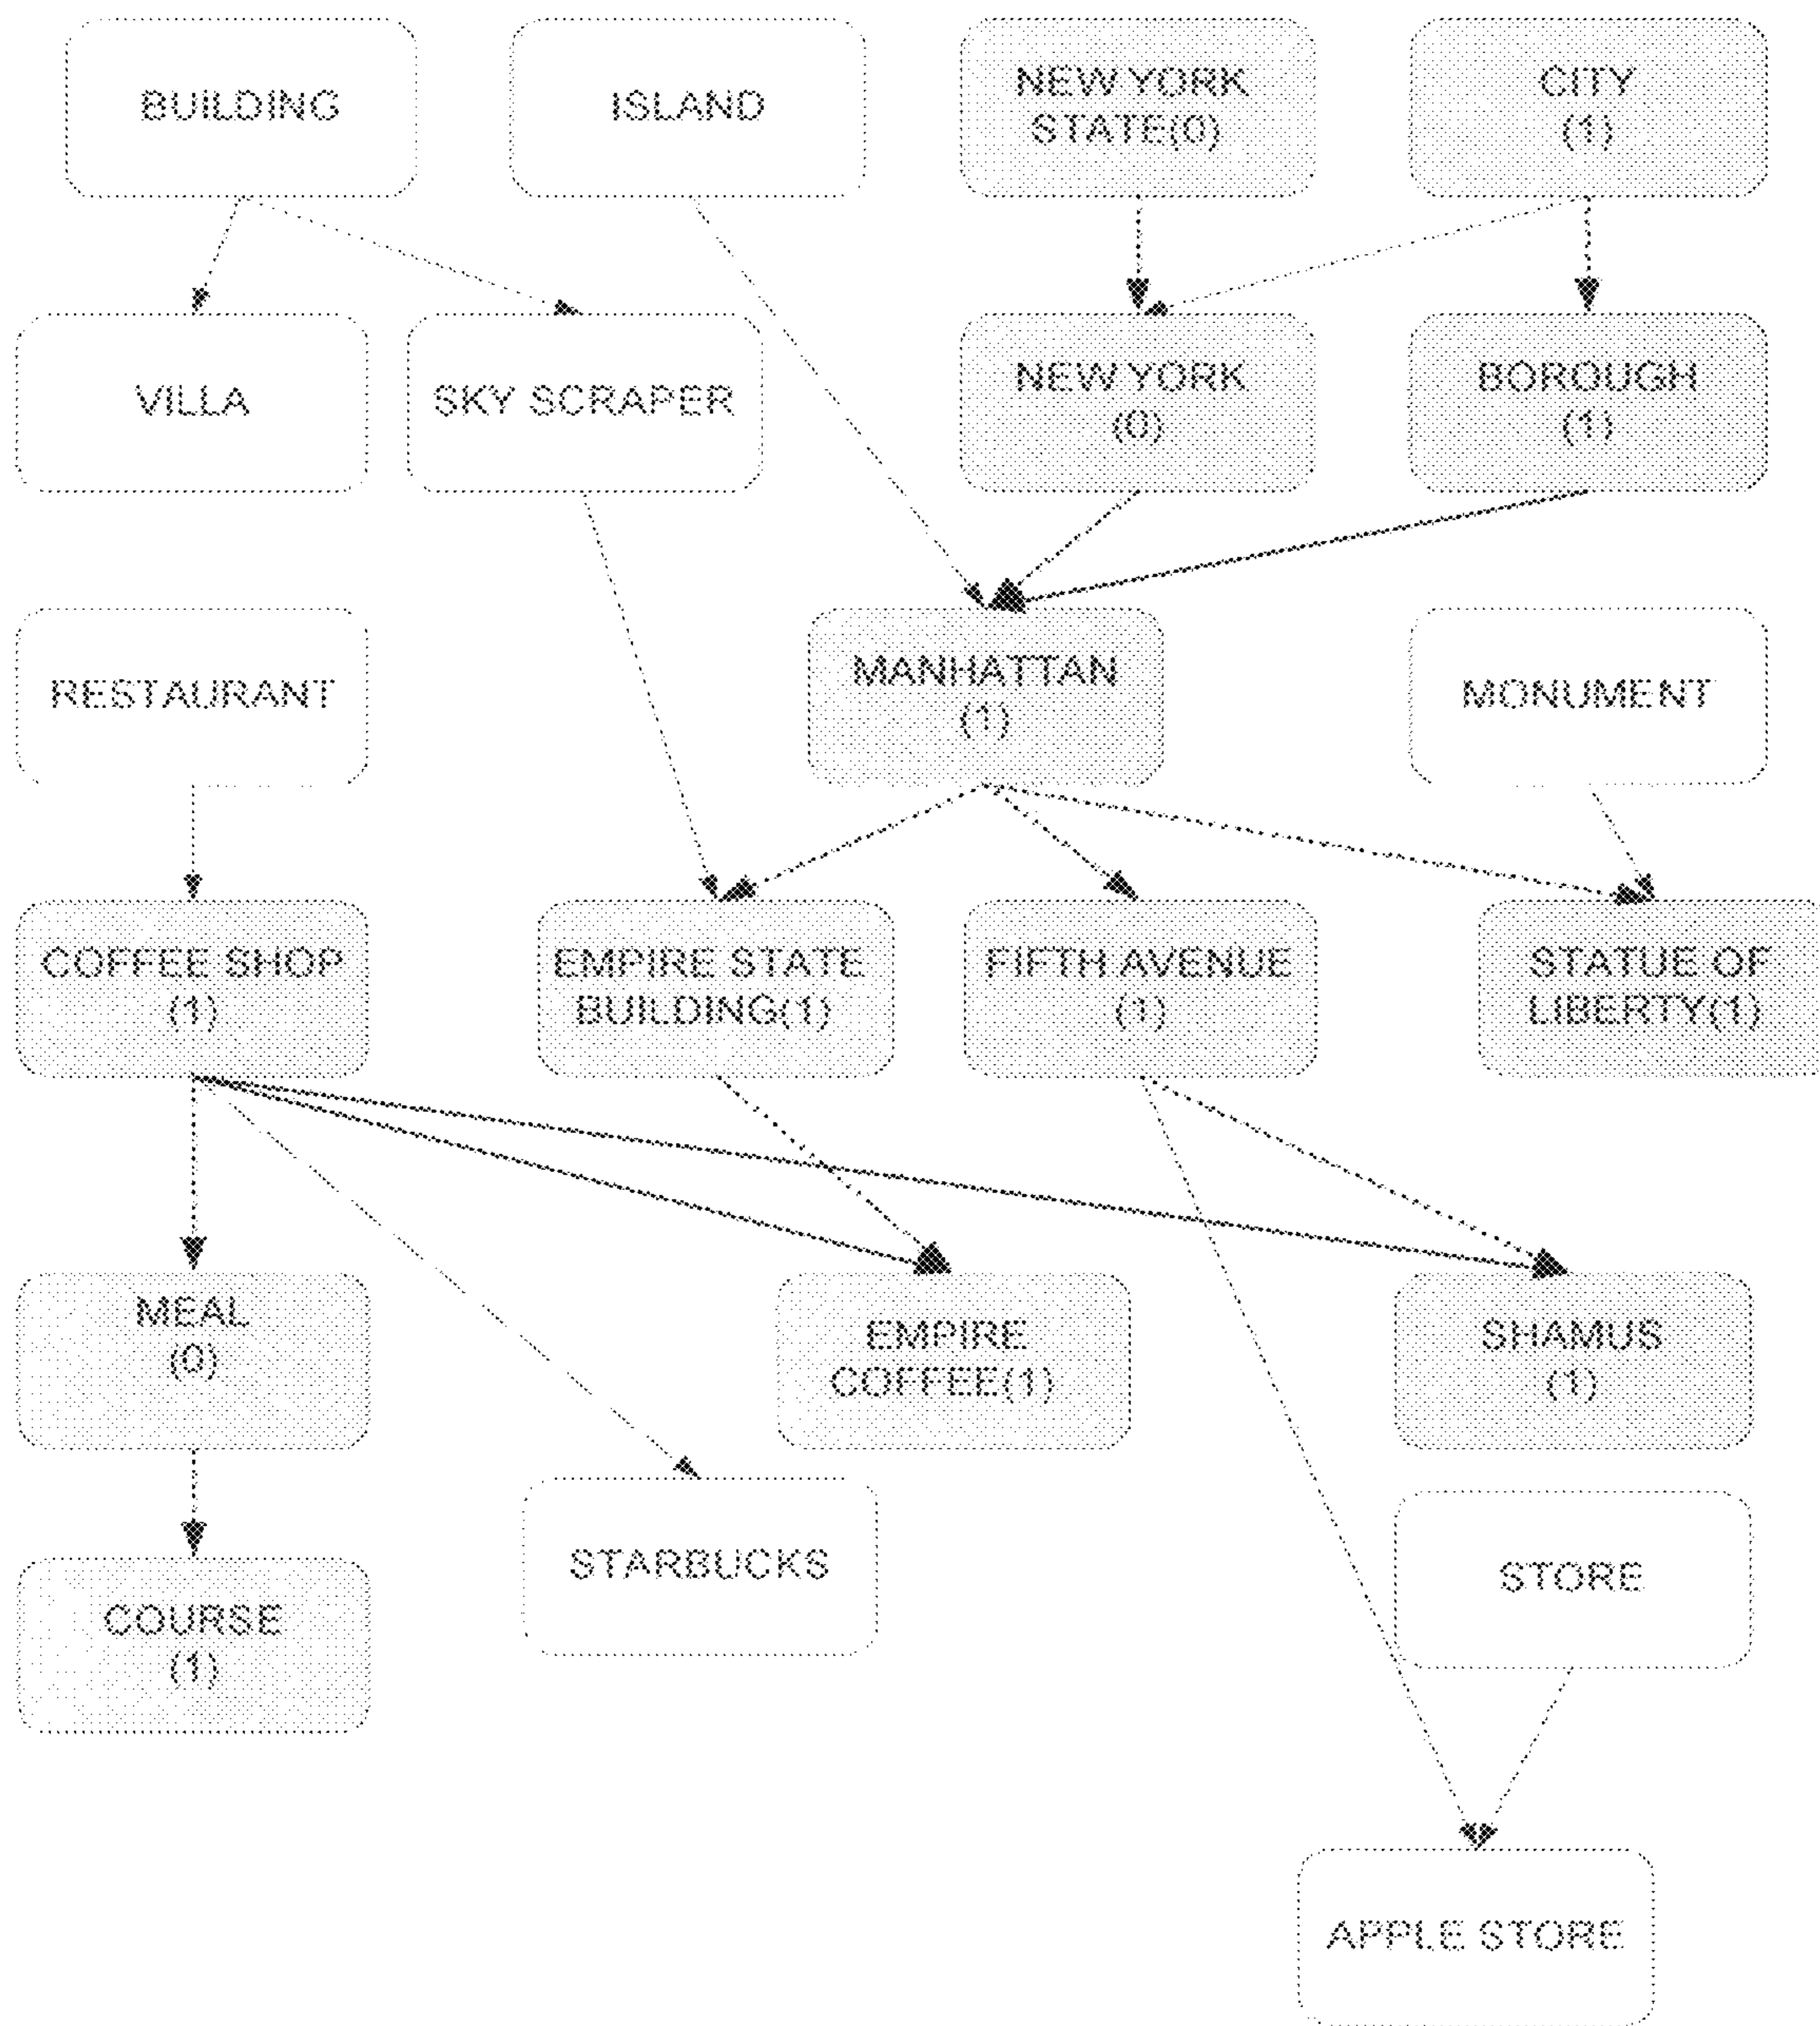 BUILDING
ISLAND
NEW YORK
STATE(0)
CITY
(1)
VILLA
SKY SCRAPER
NEW YORK
(0)
BOROUGH
(1)
RESTAURANT
MANHATTAN
(1)
MONUMENT
COFFEE SHOP
(1)
EMPIRE STATE
BUILDING(1)
FIFTH AVENUE
(1)
STATUE OF
LIBERTY(1)
MEAL
(0)
EMPIRE
COFFEE(1)
SHAMUS
(1)
STARBUCKS
STORE
COURSE
(1)
APPLE STORE